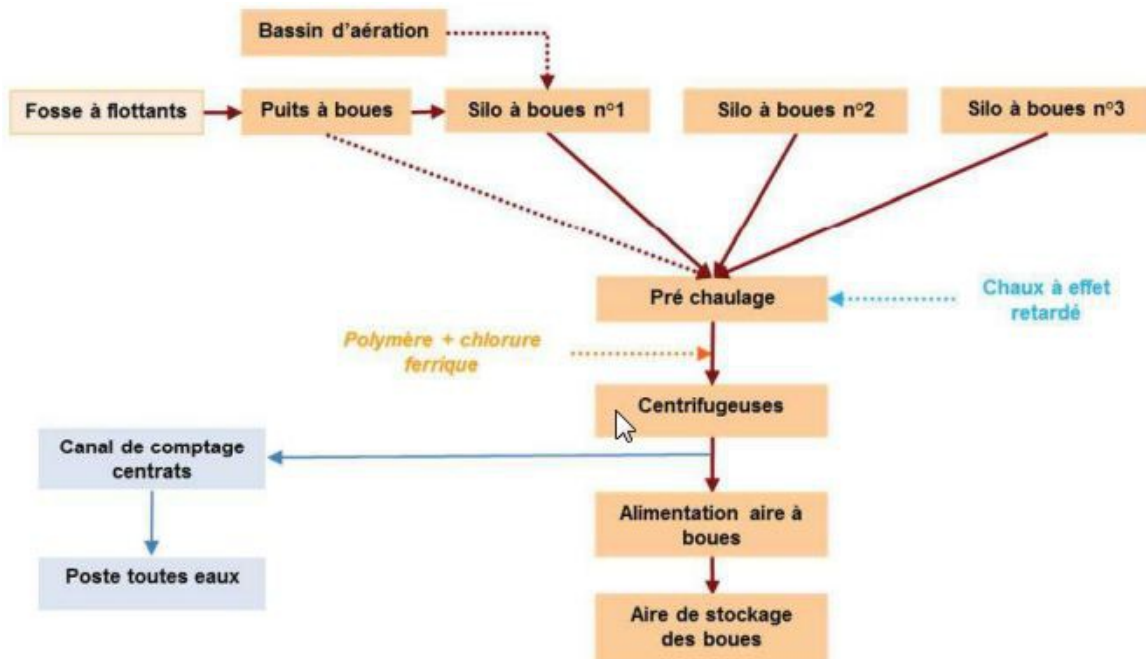 Bassin d'aération
Fosse à flottants
Puits à boues
Silo à boues n°1
Silo à boues n°2
Silo à boues n°3
Pré chaulage
Chaux à effet
retardé
Polymère + chlorure
ferrique
Centrifugeuses
Canal de comptage
centrats
Alimentation aire à
boues
Poste toutes eaux
Aire de stockage
des boues